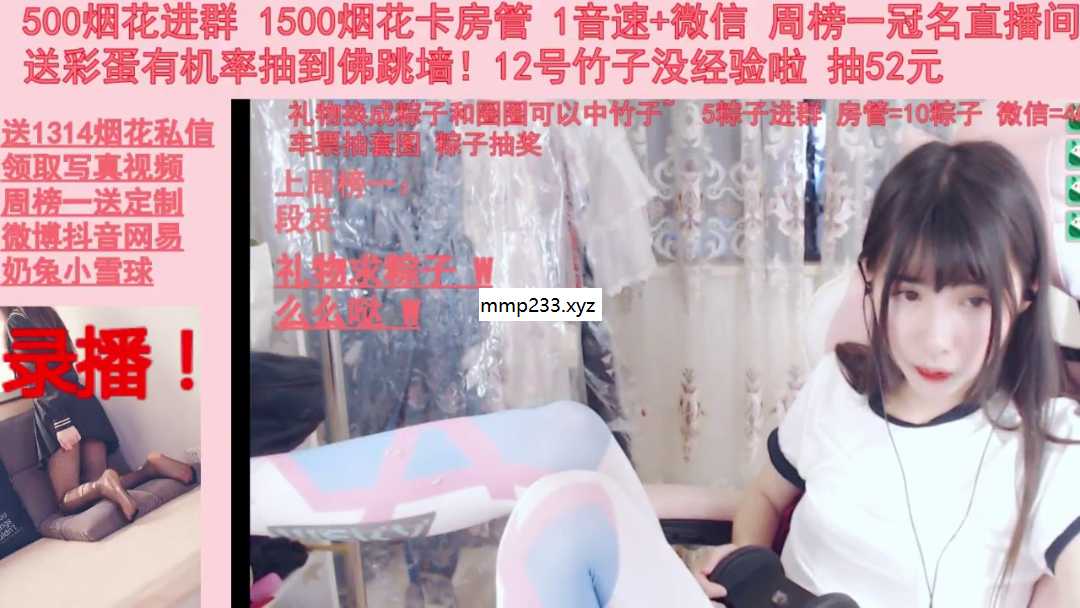 500烟花进群 1500烟花卡房管 1音速+微信 周榜一冠名直播间
送彩蛋有机率抽到佛跳墙！12号竹子没经验啦 抽52元
礼物换成粽子和圈圈可以中竹子~ 5粽子进群 房管=10粽子 微信=4
车票抽套图 粽子抽奖
送1314烟花私信
领取写真视频
周榜一送定制
微博抖音网易
奶兔小雪球
上周榜一：
段友
礼物求粽子 W
么么哒 W
mmp233.xyz
录播！